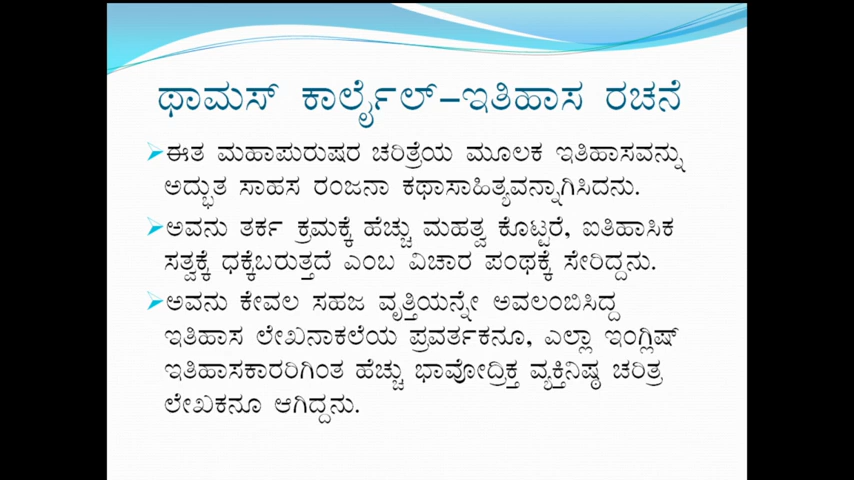 ಥಾಮಸ್ ಕಾರ್ಲೈಲ್–ಇತಿಹಾಸ ರಚನೆ
ಈತ ಮಹಾಪುರುಷರ ಚರಿತ್ರೆಯ ಮೂಲಕ ಇತಿಹಾಸವನ್ನು
ಅದ್ಭುತ ಸಾಹಸ ರಂಜನಾ ಕಥಾಸಾಹಿತ್ಯವನ್ನಾಗಿಸಿದನು.
ಅವನು ತರ್ಕ ಕ್ರಮಕ್ಕೆ ಹೆಚ್ಚು ಮಹತ್ವ ಕೊಟ್ಟರೆ, ಐತಿಹಾಸಿಕ
ಸತ್ವಕ್ಕೆ ಧಕ್ಕೆಬರುತ್ತದೆ ಎಂಬ ವಿಚಾರ ಪಂಥಕ್ಕೆ ಸೇರಿದ್ದನು.
ಅವನು ಕೇವಲ ಸಹಜ ವೃತ್ತಿಯನ್ನೇ ಅವಲಂಬಿಸಿದ್ದ
ಇತಿಹಾಸ ಲೇಖನಾಕಲೆಯ ಪ್ರವರ್ತಕನೂ, ಎಲ್ಲಾ ಇಂಗ್ಲಿಷ್
ಇತಿಹಾಸಕಾರರಿಗಿಂತ ಹೆಚ್ಚು ಭಾವೋದ್ರಿಕ್ತ ವ್ಯಕ್ತಿನಿಷ್ಠ ಚರಿತ್ರ
ಲೇಖಕನೂ ಆಗಿದ್ದನು.